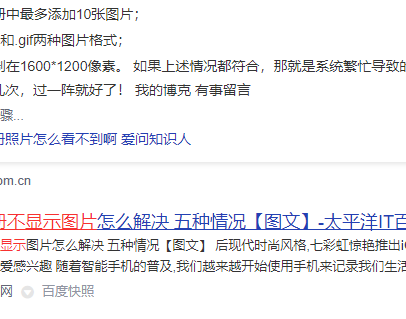 册中最多添加10张图片；
和.gif两种图片格式；
到在1600*1200像素。 如果上述情况都符合，那就是系统繁忙导致的
几次，过一阵就好了！ 我的博克 有事留言
骤...
册照片怎么看不到啊 爱问知识人
om.cn
册不显示图片怎么解决 五种情况【图文】-太平洋IT百
显示图片怎么解决 五种情况【图文】 后现代时尚风格,七彩虹惊艳推出i
爱感兴趣 随着智能手机的普及,我们越来越开始使用手机来记录我们生活
网 百度快照